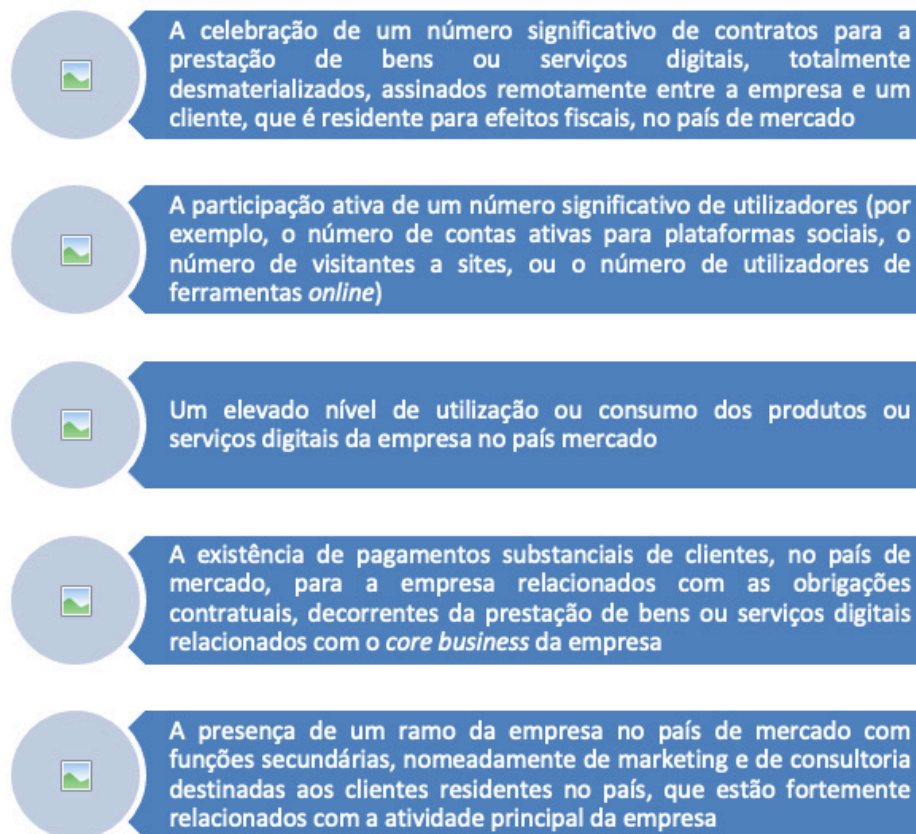 A celebração de um número significativo de contratos para a
prestação de bens ou serviços digitais, totalmente
desmaterializados, assinados remotamente entre a empresa e um
cliente, que é residente para efeitos fiscais, no país de mercado
A participação ativa de um número significativo de utilizadores (por
exemplo, o número de contas ativas para plataformas sociais, o
número de visitantes a sites, ou o número de utilizadores de
ferramentas online)
Um elevado nível de utilização ou consumo dos produtos ou
serviços digitais da empresa no país mercado
A existência de pagamentos substanciais de clientes, no país de
mercado, para a empresa relacionados com as obrigações
contratuais, decorrentes da prestação de bens ou serviços digitais
relacionados com o core business da empresa
A presença de um ramo da empresa no país de mercado com
funções secundárias, nomeadamente de marketing e de consultoria
destinadas aos clientes residentes no país, que estão fortemente
relacionados com a atividade principal da empresa